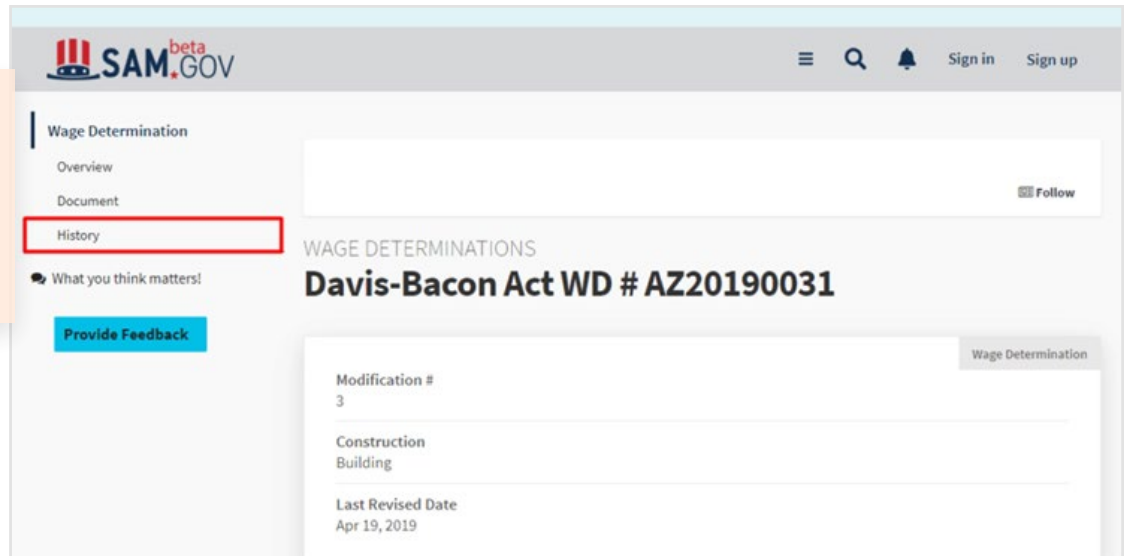 SAM.GOV beta
Sign in
Sign up
Wage Determination
Overview
Document
History
What you think matters!
Provide Feedback
Follow
WAGE DETERMINATIONS
Davis-Bacon Act WD # AZ20190031
Wage Determination
Modification #
3
Construction
Building
Last Revised Date
Apr 19, 2019